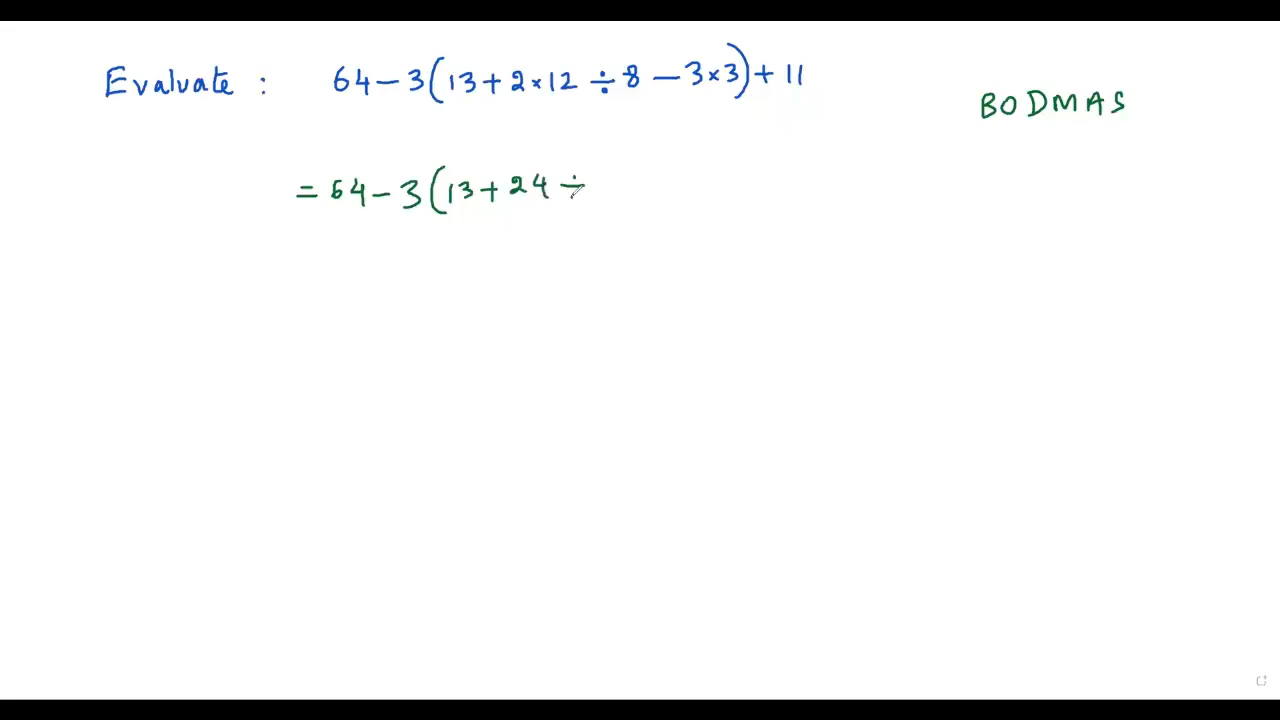 Evaluate : 64 − 3(13 + 2 × 12 ÷ 8 − 3 × 3) + 11
BODMAS
= 64 − 3(13 + 24 ÷